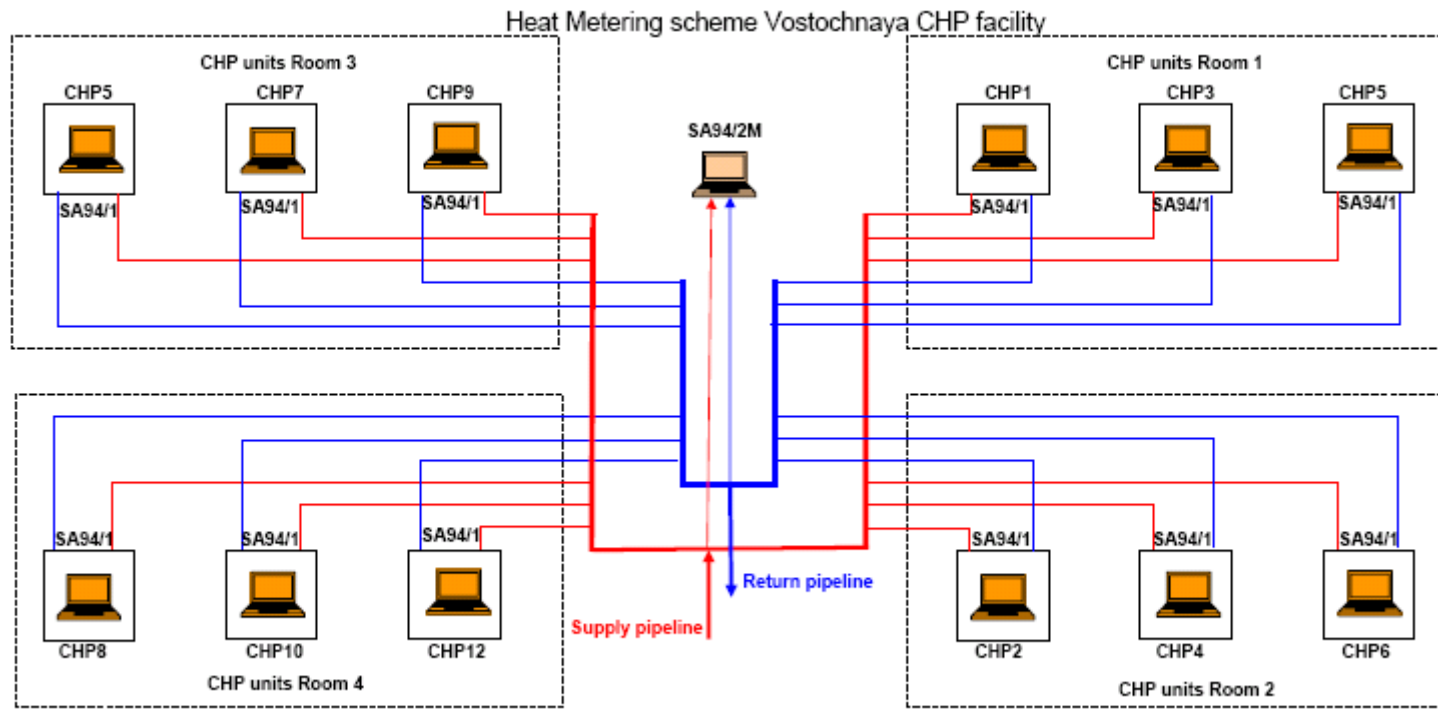 Heat Metering scheme Vostochnaya CHP facility
CHP units Room 3
CHP5 CHP7 CHP9
SA94/1 SA94/1 SA94/1
SA94/2M
CHP units Room 1
CHP1 CHP3 CHP5
SA94/1 SA94/1 SA94/1
SA94/1 SA94/1 SA94/1
CHP8 CHP10 CHP12
CHP units Room 4
Return pipeline
Supply pipeline
SA94/1 SA94/1 SA94/1
CHP2 CHP4 CHP6
CHP units Room 2